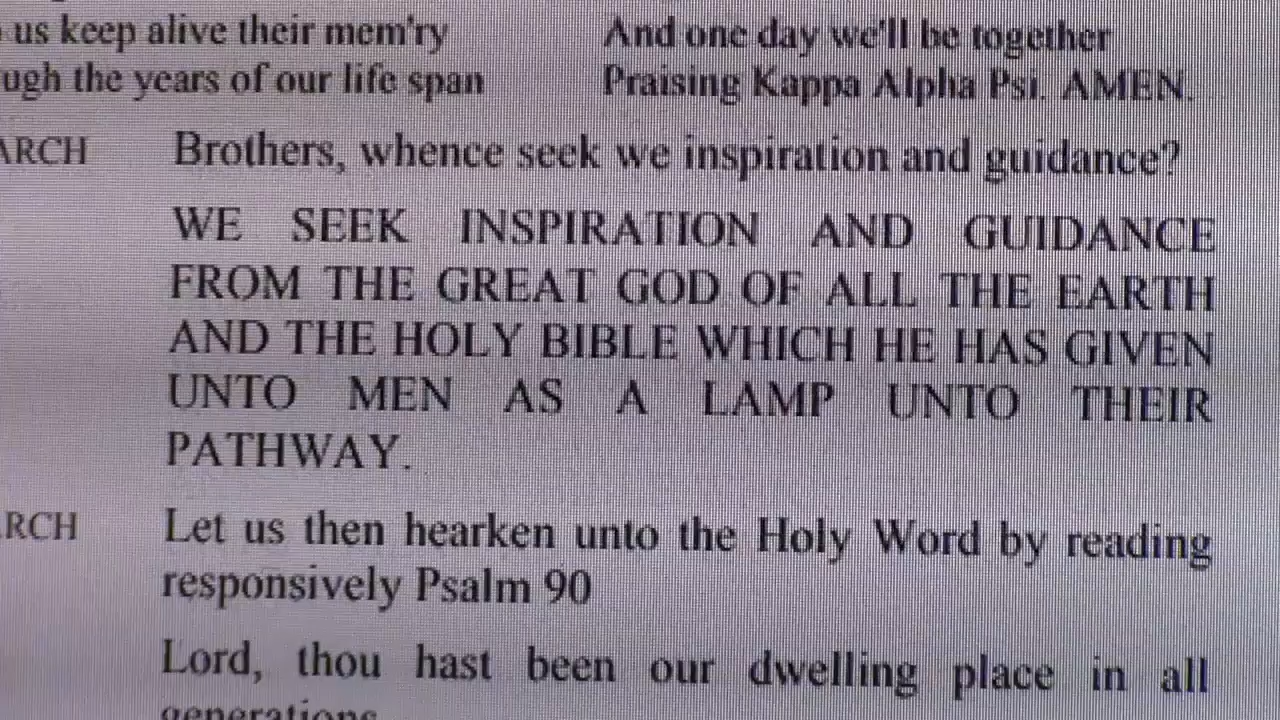 us keep alive their mem'ry
ugh the years of our life span
And one day we'll be together
Praising Kappa Alpha Psi. AMEN.
ARCH Brothers, whence seek we inspiration and guidance?
WE SEEK INSPIRATION AND GUIDANCE
FROM THE GREAT GOD OF ALL THE EARTH
AND THE HOLY BIBLE WHICH HE HAS GIVEN
UNTO MEN AS A LAMP UNTO THEIR
PATHWAY.
RCH Let us then hearken unto the Holy Word by reading
responsively Psalm 90
Lord, thou hast been our dwelling place in all
generations